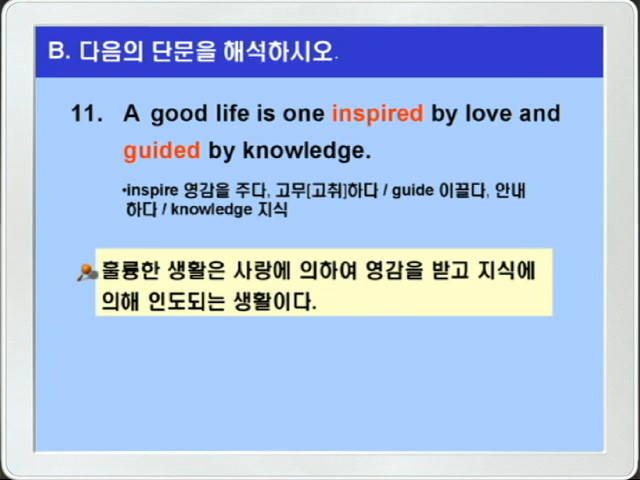 B. 다음의 단문을 해석하시오.
11. A good life is one inspired by love and
guided by knowledge.
•inspire 영감을 주다, 고무[고취]하다 / guide 이끌다, 안내
하다 / knowledge 지식
훌륭한 생활은 사랑에 의하여 영감을 받고 지식에
의해 인도되는 생활이다.